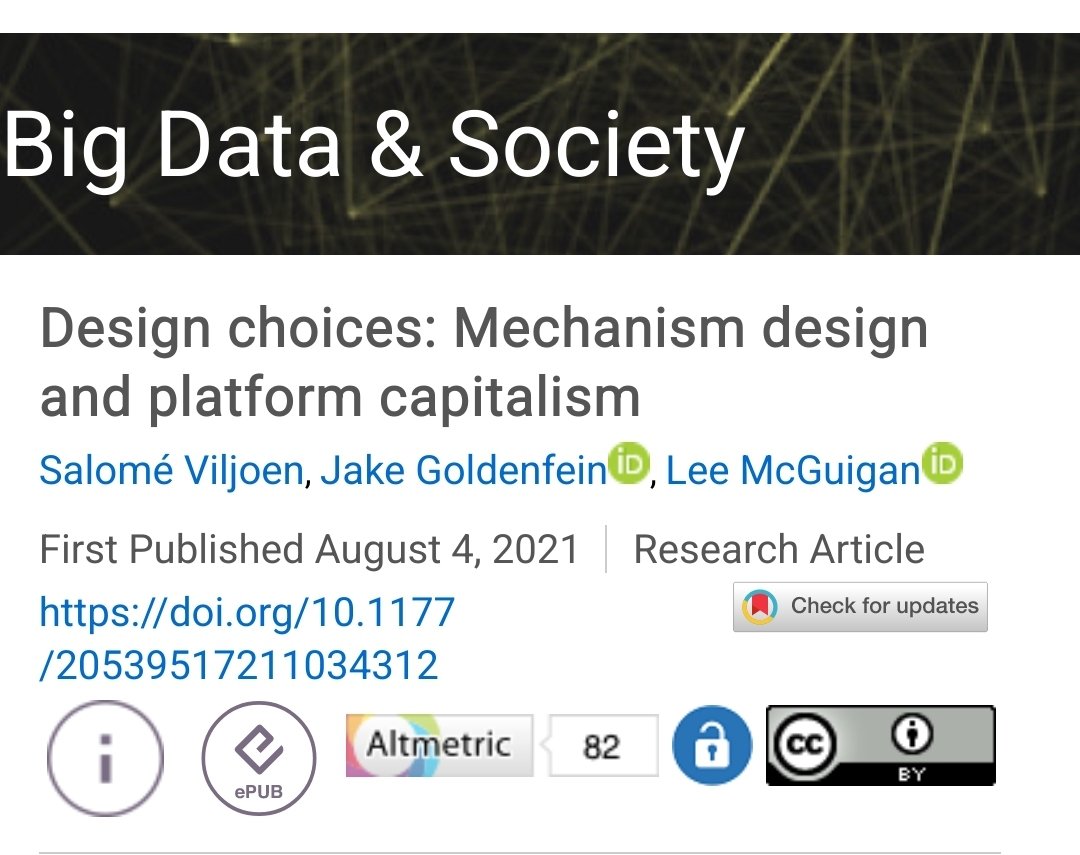 Big Data & Society
Design choices: Mechanism design
and platform capitalism
Salomé Viljoen, Jake Goldenfein iD, Lee McGuigan iD
First Published August 4, 2021 | Research Article
https://doi.org/10.1177
/20539517211034312
Check for updates
i
ePUB
Altmetric 82
cc BY